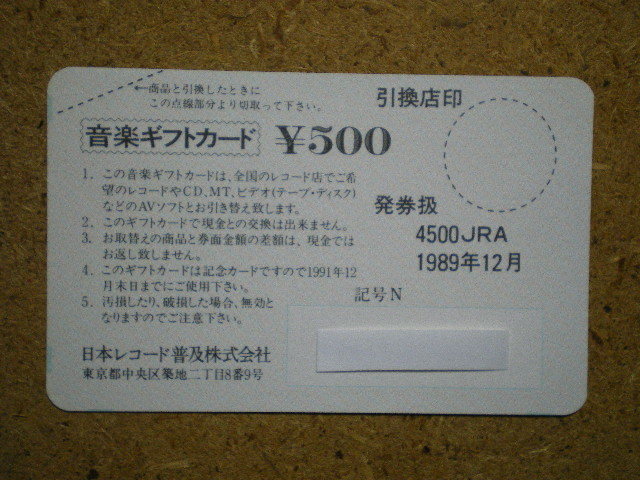 ←商品と引換したときに
この点線部分より切取って下さい。
引換店印
音楽ギフトカード ¥500
1. この音楽ギフトカードは、全国のレコード店でご希
望のレコードやCD、MT、ビデオ(テープ・ディスク)
などのAVソフトとお引き替え致します。
2. このギフトカードで現金との交換は出来ません。
3. お取替えの商品と券面金額の差額は、現金では
お返し致しません。
4. このギフトカードは記念カードですので1991年12
月末日までにご使用下さい。
5. 汚損したり、破損した場合、無効と
なりますのでご注意下さい。
発券扱
4500JRA
1989年12月
記号N
日本レコード普及株式会社
東京都中央区築地二丁目8番9号